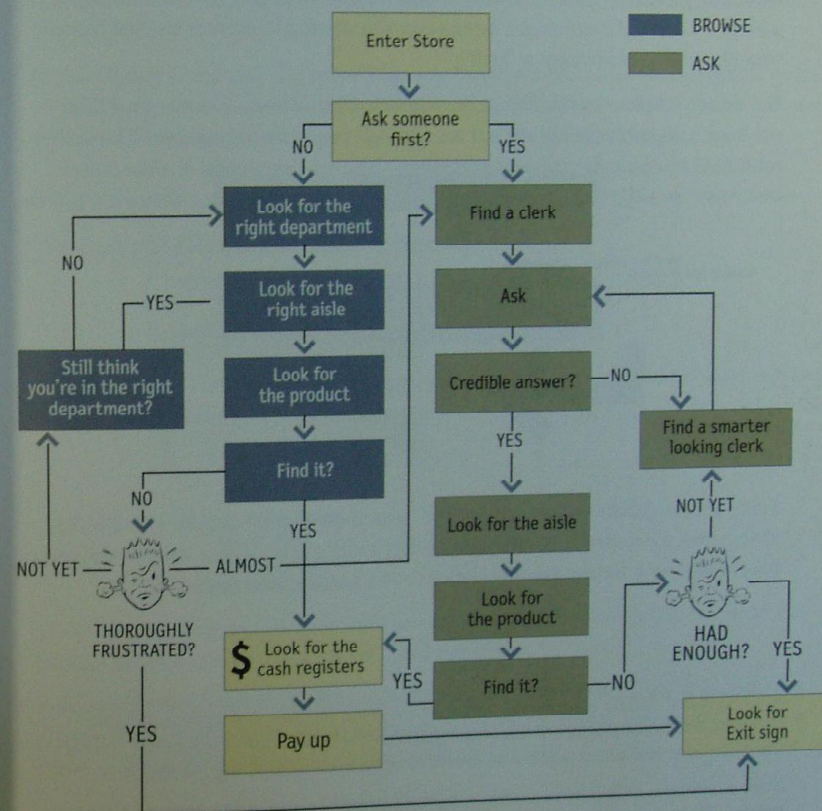 Enter Store
BROWSE
ASK
Ask someone
first?
NO
YES
Look for the
right department
Find a clerk
NO
YES
Look for the
right aisle
Ask
Still think
you're in the right
department?
Look for
the product
Credible answer?
NO
Find a smarter
looking clerk
YES
Find it?
NO
YES
NOT YET
Look for the aisle
NOT YET
ALMOST
THOROUGHLY
FRUSTRATED?
Look for
the product
HAD
ENOUGH?
YES
$ Look for the
cash registers
YES
Find it?
NO
YES
Pay up
Look for
Exit sign